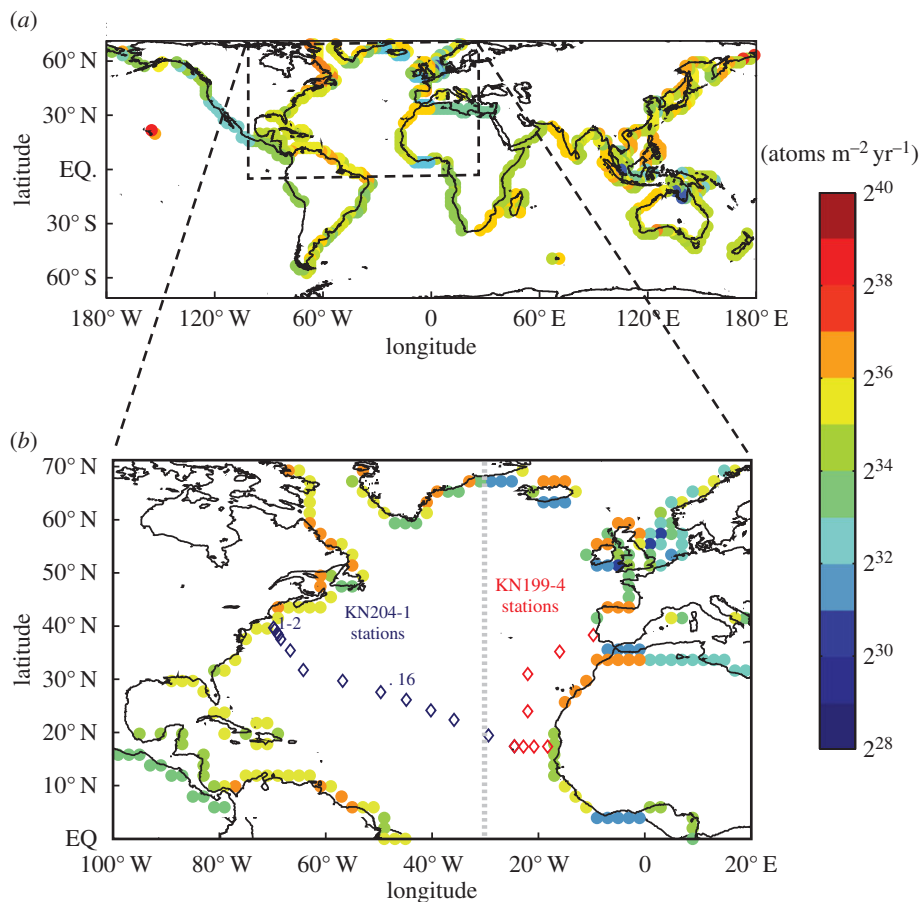 (a)
60° N
30° N
EQ.
30° S
60° S
latitude
180° W
120° W
60° W
0
60° E
120° E
180° E
longitude
(atoms m⁻² yr⁻¹)
2⁴⁰
2³⁸
2³⁶
2³⁴
2³²
2³⁰
2²⁸
(b)
70° N
60° N
50° N
40° N
30° N
20° N
10° N
EQ
latitude
KN204-1
stations
KN199-4
stations
1-2
. 16
100° W
80° W
60° W
40° W
20° W
0
20° E
longitude